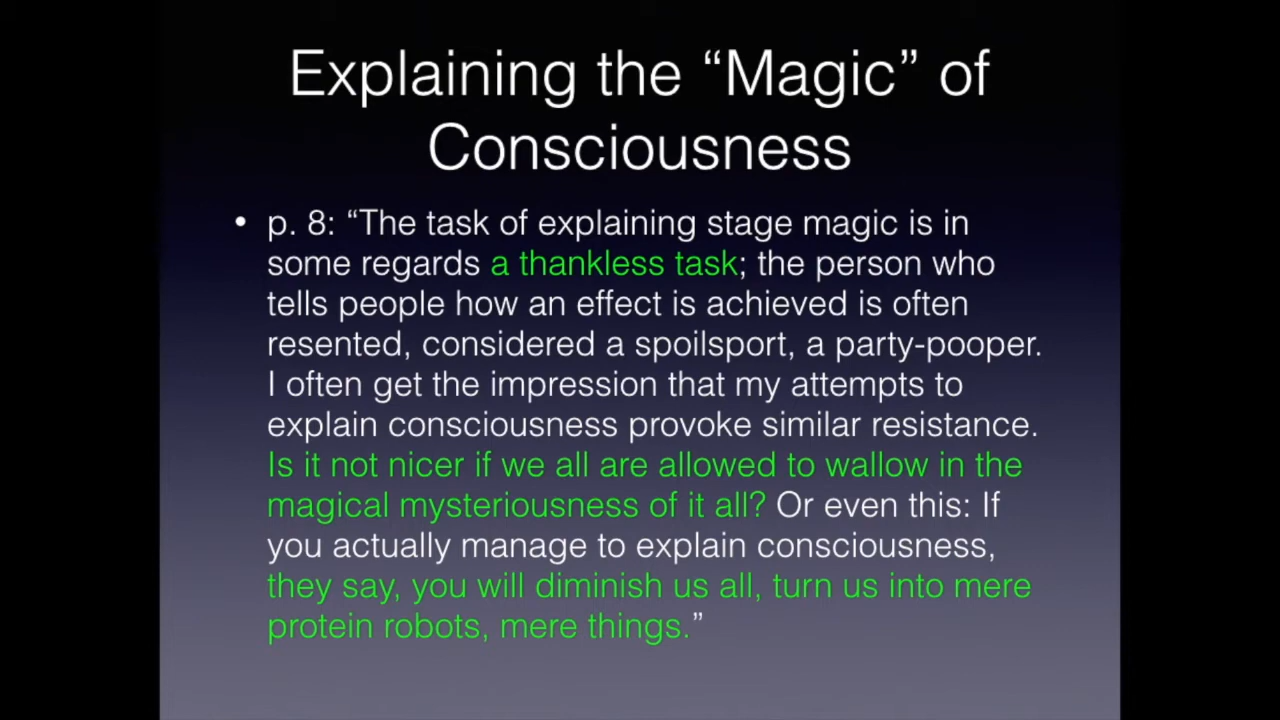 Explaining the “Magic” of
Consciousness
• p. 8: “The task of explaining stage magic is in
some regards a thankless task; the person who
tells people how an effect is achieved is often
resented, considered a spoilsport, a party-pooper.
I often get the impression that my attempts to
explain consciousness provoke similar resistance.
Is it not nicer if we all are allowed to wallow in the
magical mysteriousness of it all? Or even this: If
you actually manage to explain consciousness,
they say, you will diminish us all, turn us into mere
protein robots, mere things.”